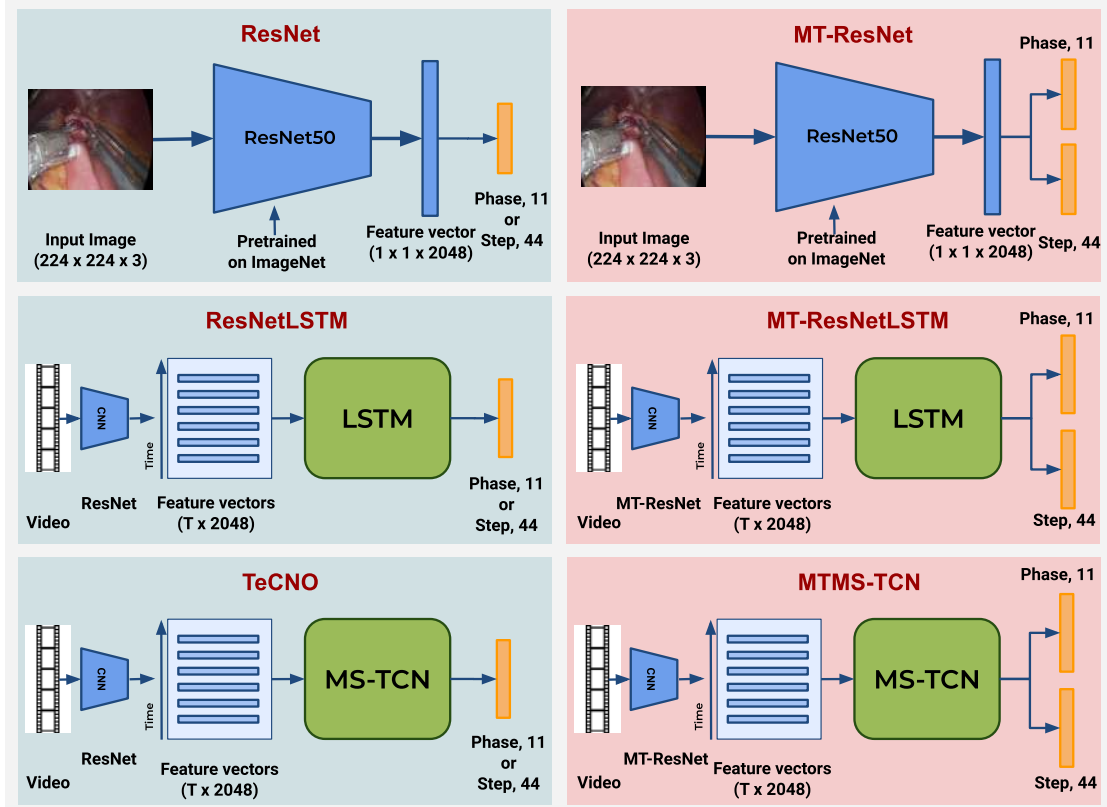 ResNet
ResNet50
Input Image
(224 x 224 x 3)
Pretrained
on ImageNet
Feature vector
(1 x 1 x 2048)
Phase, 11
or
Step, 44
MT-ResNet
Phase, 11
ResNet50
Input Image
(224 x 224 x 3)
Pretrained
on ImageNet
Feature vector
(1 x 1 x 2048)
Step, 44
ResNetLSTM
CNN
Time
LSTM
Video
ResNet
Feature vectors
(T x 2048)
Phase, 11
or
Step, 44
MT-ResNetLSTM
Phase, 11
CNN
Time
LSTM
Video
MT-ResNet
Feature vectors
(T x 2048)
Step, 44
TeCNO
CNN
Time
MS-TCN
Video
ResNet
Feature vectors
(T x 2048)
Phase, 11
or
Step, 44
MTMS-TCN
Phase, 11
CNN
Time
MS-TCN
Video
MT-ResNet
Feature vectors
(T x 2048)
Step, 44